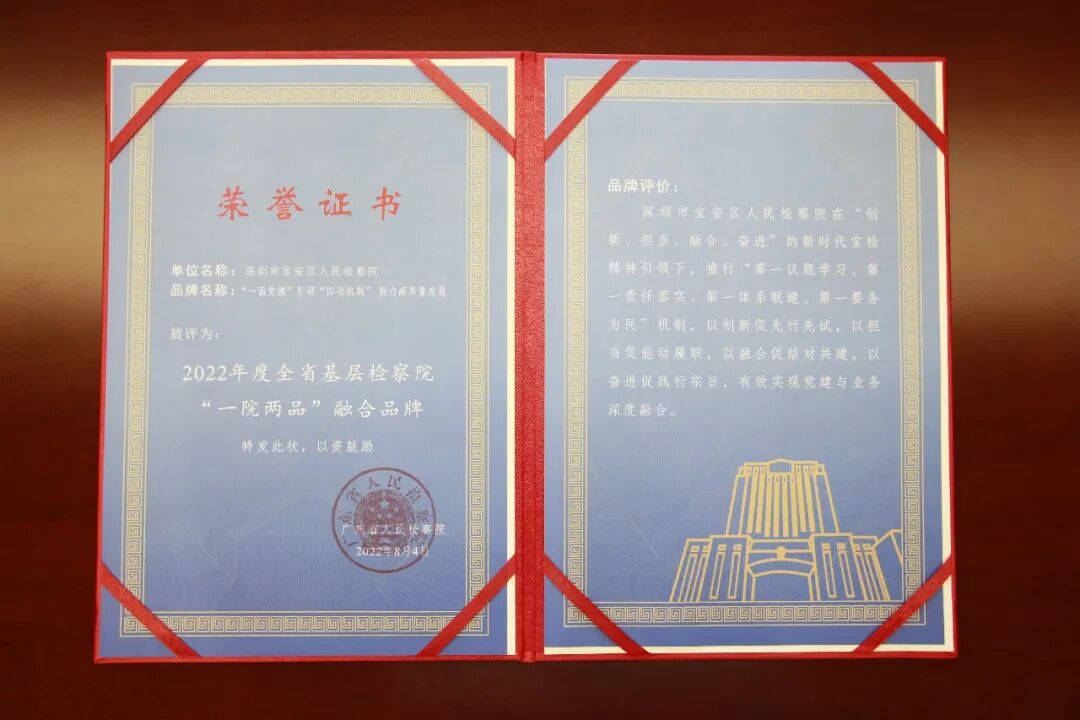 荣誉证书
单位名称：深圳市宝安区人民检察院
品牌名称：“一面党旗”引领“四项机制” 助力高质量发展
被评为：
2022年度全省基层检察院
“一院两品”融合品牌
特发此状，以资鼓励
广东省人民检察院
广东省人民检察院
2022年8月4日
品牌评价：
深圳市宝安区人民检察院在“创
新、担当、融合、奋进”的新时代宝检
精神引领下，推行“第一议题学习、第
一责任落实、第一体系联建、第一要务
为民”机制，以创新促先行先试，以担
当促能动履职，以融合促结对共建，以
奋进促践行宗旨，有效实现党建与业务
深度融合。